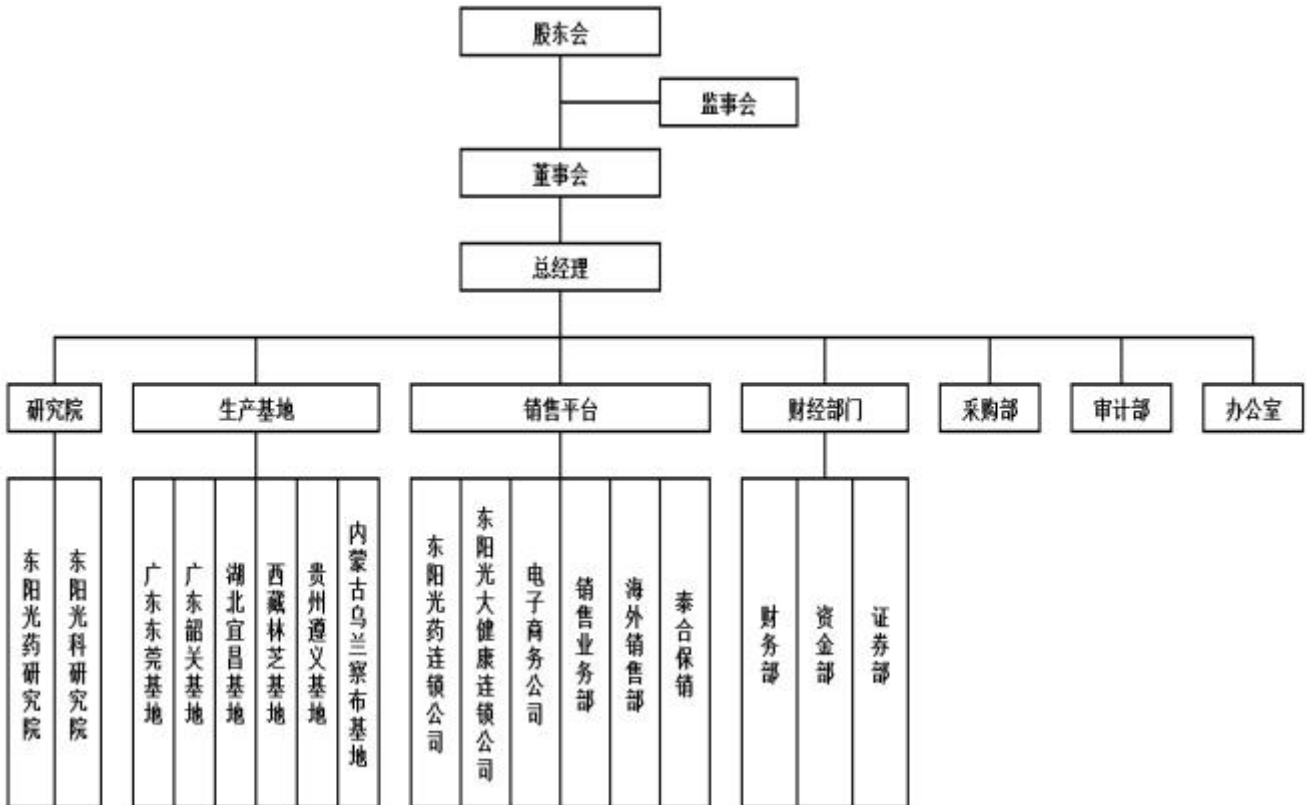 股东会
监事会
董事会
总经理
研究院
生产基地
销售平台
财经部门
采购部
审计部
办公室
东阳光药研究院
东阳光科研究院
广东东莞基地
广东韶关基地
湖北宜昌基地
西藏林芝基地
贵州遵义基地
内蒙古乌兰察布基地
东阳光药连锁公司
东阳光大健康连锁公司
电子商务公司
销售业务部
海外销售部
泰合保销
财务部
资金部
证券部